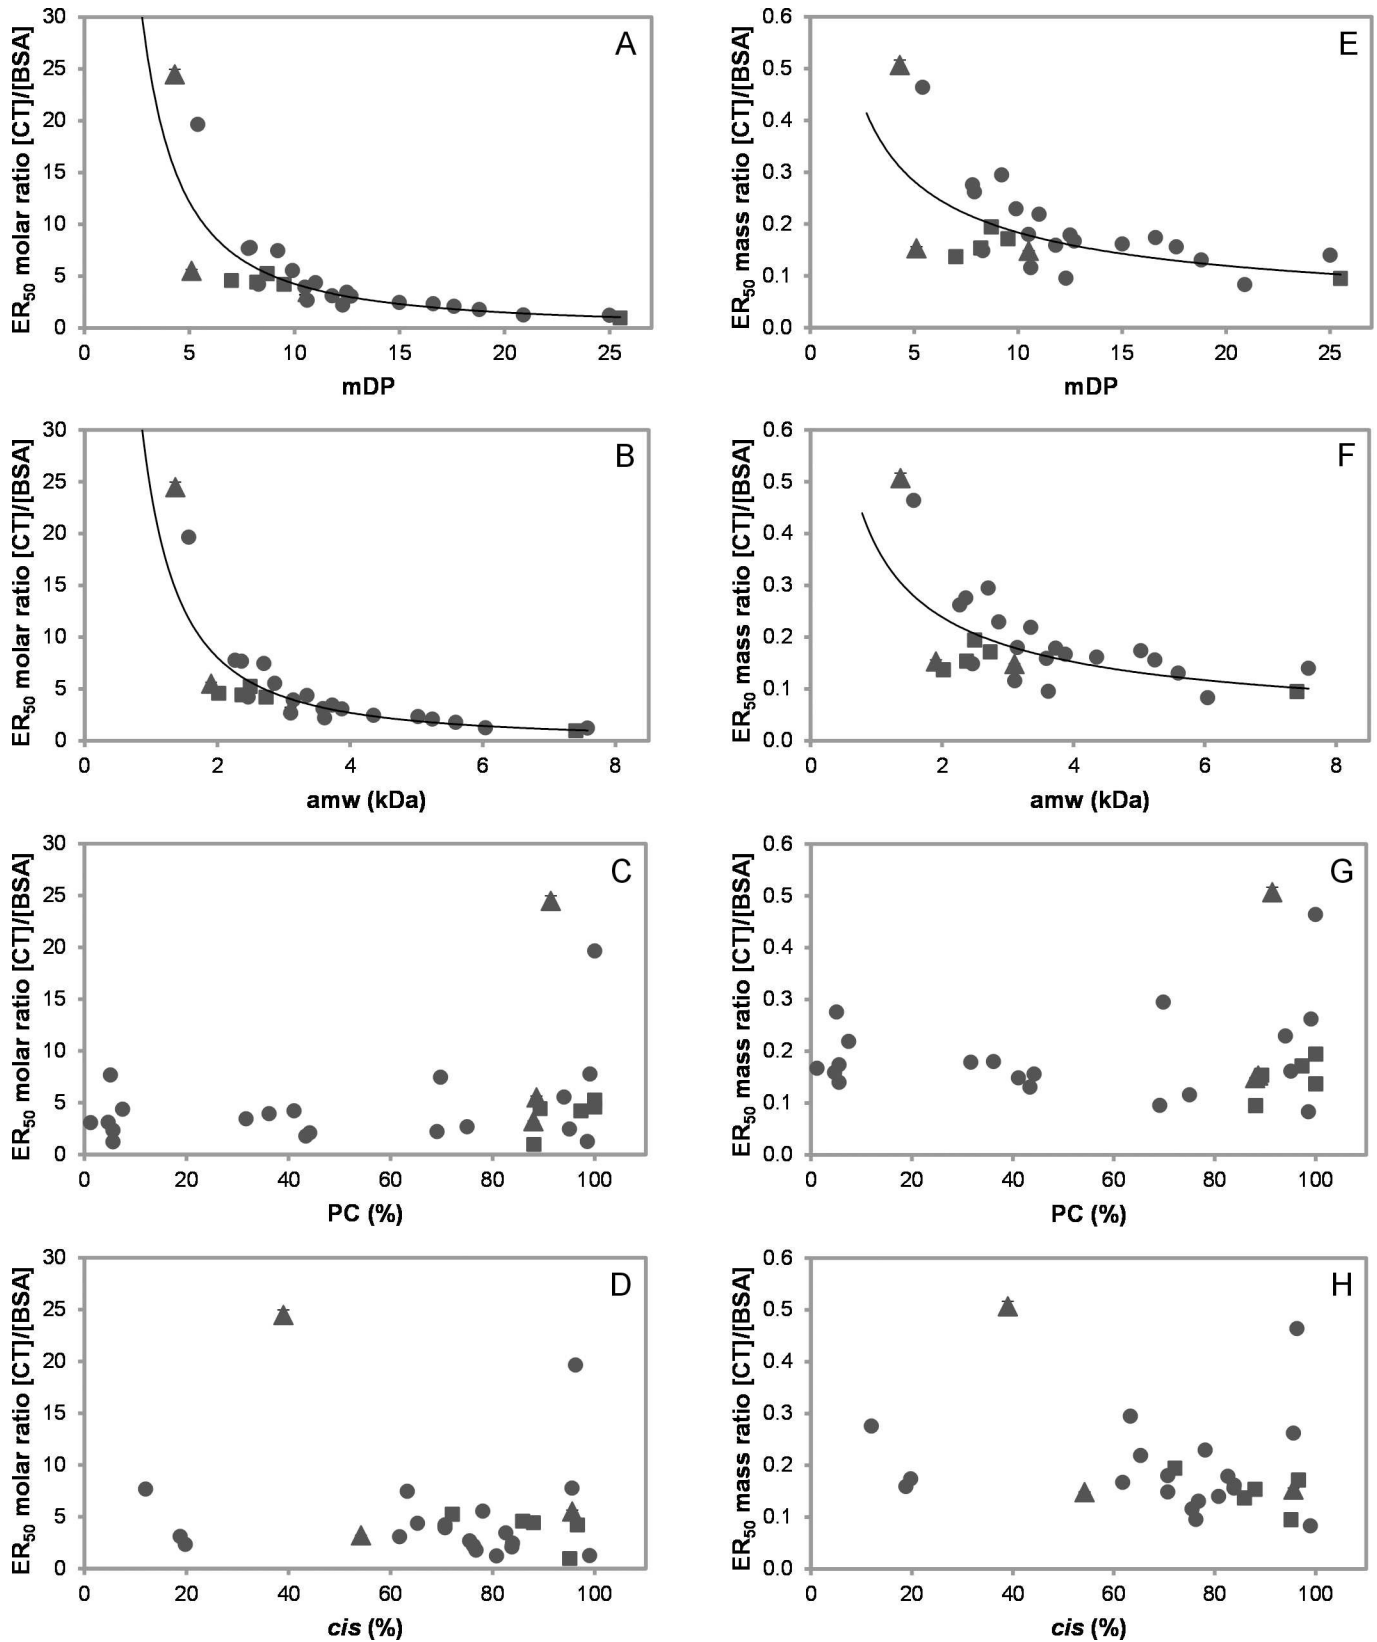 A
ER50 molar ratio [CT]/[BSA]
30
25
20
15
10
5
0
0 5 10 15 20 25
mDP
E
ER50 mass ratio [CT]/[BSA]
0.6
0.5
0.4
0.3
0.2
0.1
0.0
0 5 10 15 20 25
mDP
B
ER50 molar ratio [CT]/[BSA]
30
25
20
15
10
5
0
0 2 4 6 8
amw (kDa)
F
ER50 mass ratio [CT]/[BSA]
0.6
0.5
0.4
0.3
0.2
0.1
0.0
0 2 4 6 8
amw (kDa)
C
ER50 molar ratio [CT]/[BSA]
30
25
20
15
10
5
0
0 20 40 60 80 100
PC (%)
G
ER50 mass ratio [CT]/[BSA]
0.6
0.5
0.4
0.3
0.2
0.1
0.0
0 20 40 60 80 100
PC (%)
D
ER50 molar ratio [CT]/[BSA]
30
25
20
15
10
5
0
0 20 40 60 80 100
cis (%)
H
ER50 mass ratio [CT]/[BSA]
0.6
0.5
0.4
0.3
0.2
0.1
0.0
0 20 40 60 80 100
cis (%)